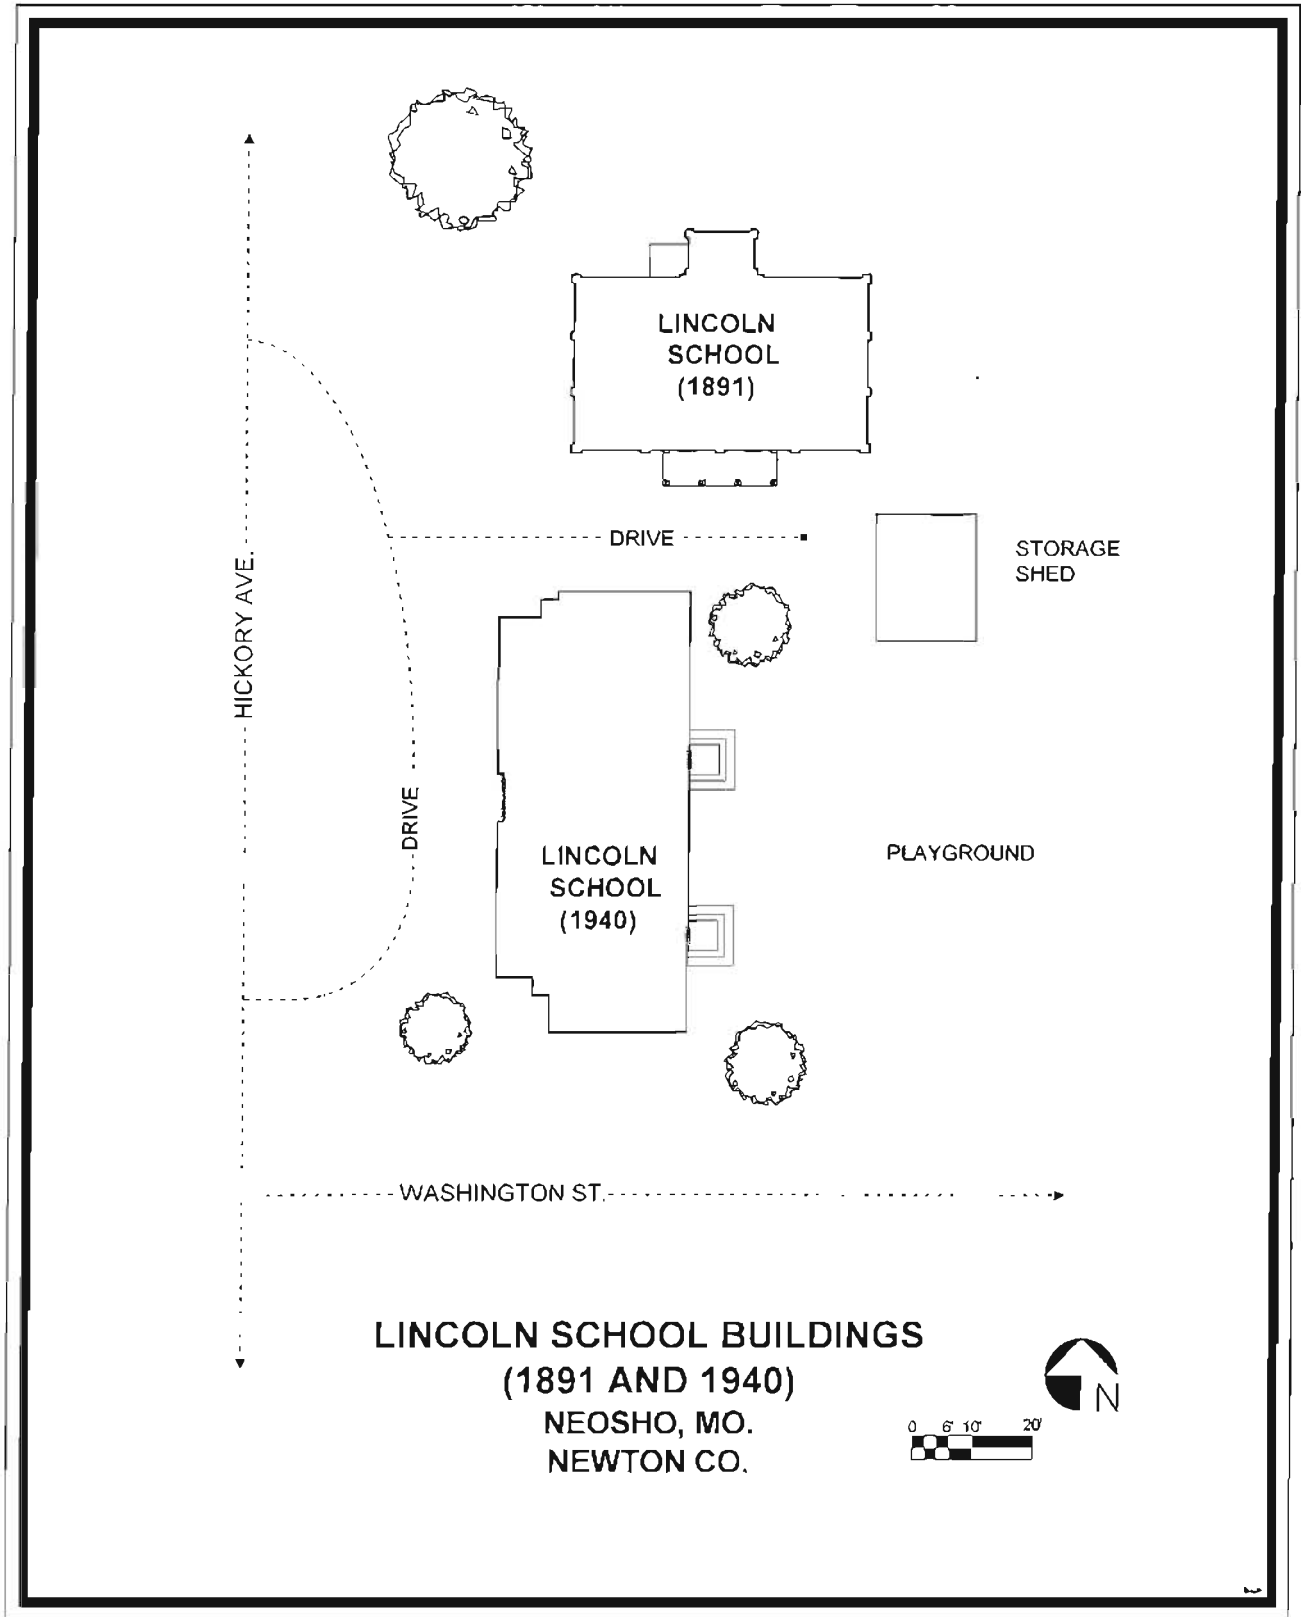 LINCOLN
SCHOOL
(1891)
DRIVE
STORAGE
SHED
HICKORY AVE.
DRIVE
LINCOLN
SCHOOL
(1940)
PLAYGROUND
WASHINGTON ST.
LINCOLN SCHOOL BUILDINGS
(1891 AND 1940)
NEOSHO, MO.
NEWTON CO.
N
0 6' 10' 20'